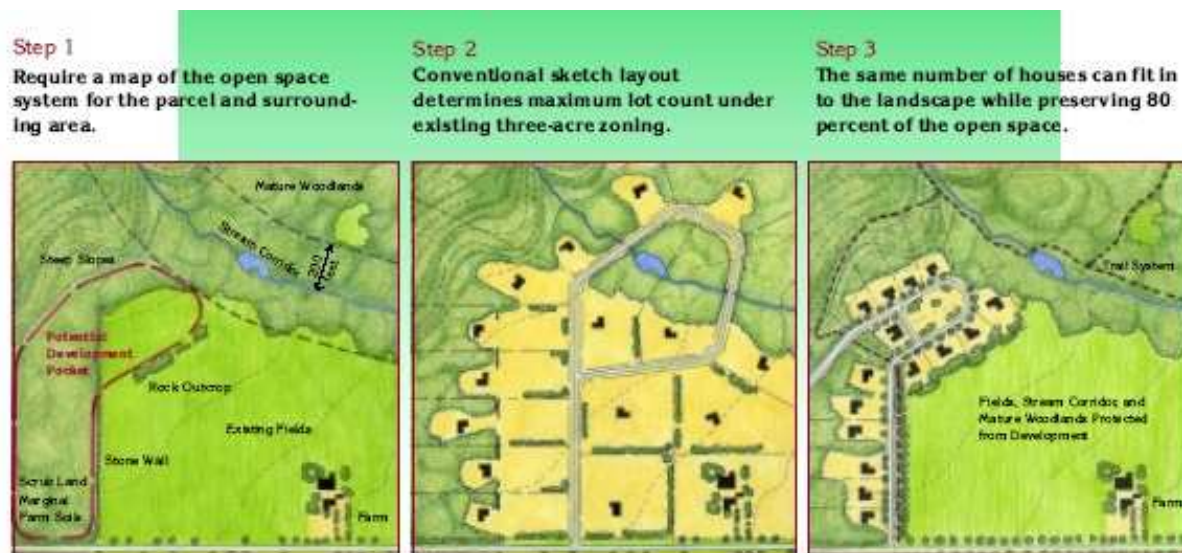 Step 1
Require a map of the open space
system for the parcel and surround-
ing area.
Step 2
Conventional sketch layout
determines maximum lot count under
existing three-acre zoning.
Step 3
The same number of houses can fit in
to the landscape while preserving 80
percent of the open space.
Mature Woodlands
Stream Corridor
200
feet
Steep Slopes
Potential
Development
Pocket
Rock Outcrop
Existing Fields
Stone Wall
Scrub Land
Marginal
Farm Soils
Farm
Trail System
Fields, Stream Corridor, and
Mature Woodlands Protected
from Development
Farm